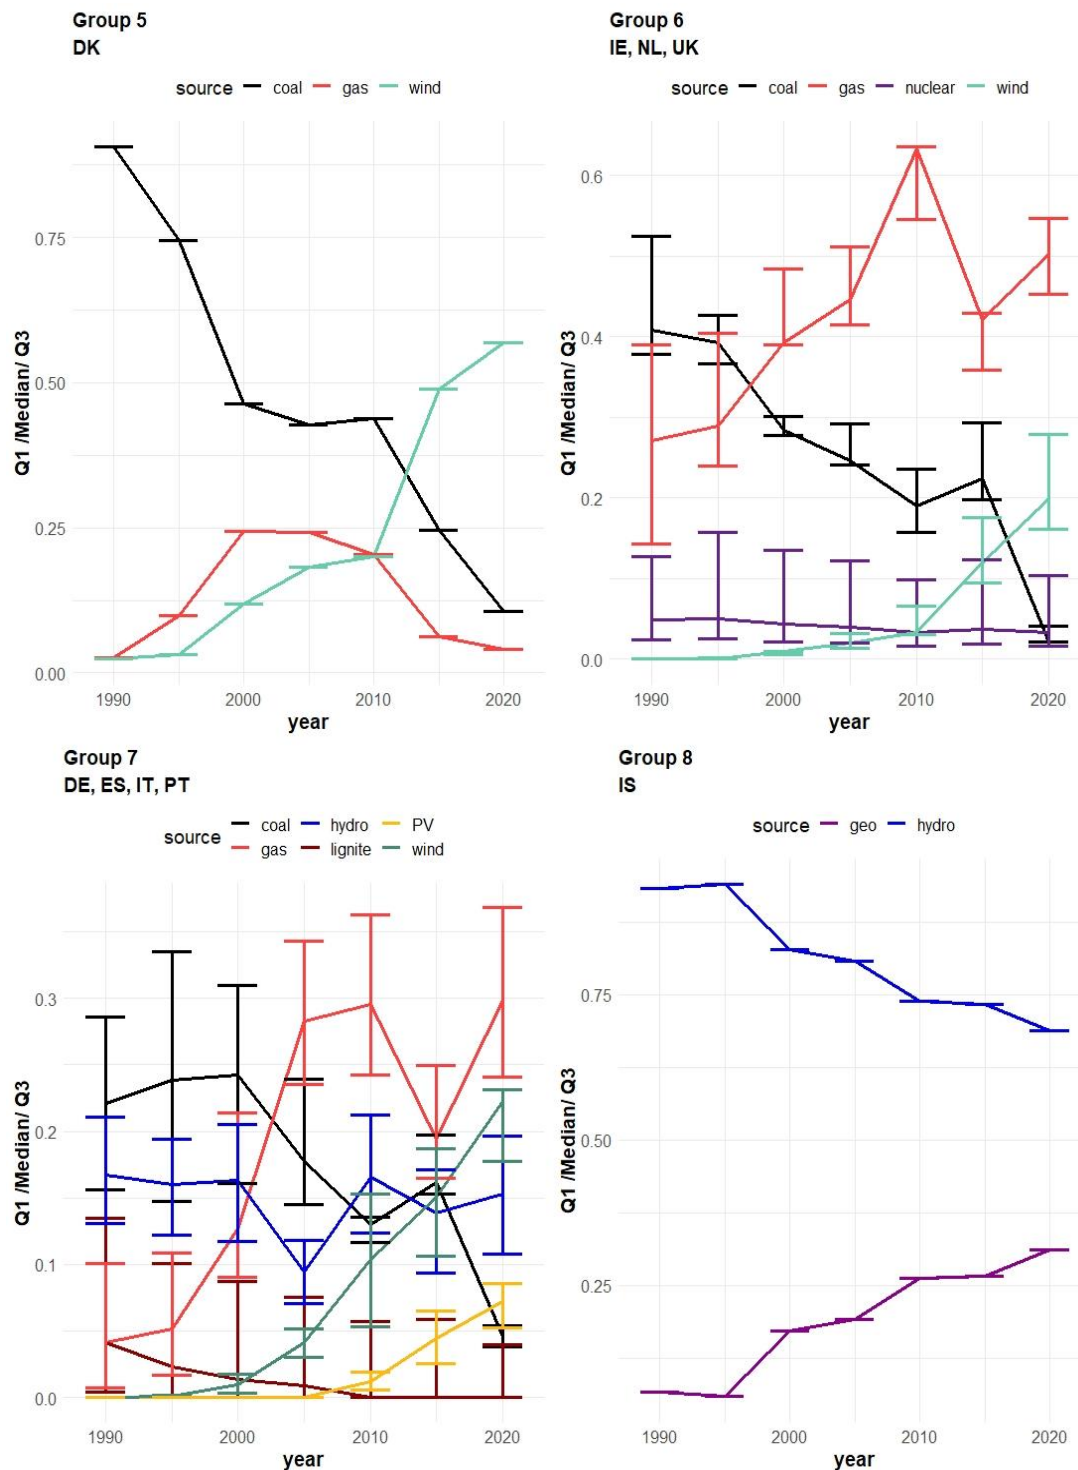 Group 5
DK
source coal gas wind
Q1 /Median/ Q3
0.75
0.50
0.25
0.00
1990 2000 2010 2020
year
Group 6
IE, NL, UK
source coal gas nuclear wind
Q1 /Median/ Q3
0.6
0.4
0.2
0.0
1990 2000 2010 2020
year
Group 7
DE, ES, IT, PT
source coal hydro PV
gas lignite wind
Q1 /Median/ Q3
0.3
0.2
0.1
0.0
1990 2000 2010 2020
year
Group 8
IS
source geo hydro
Q1 /Median/ Q3
0.75
0.50
0.25
1990 2000 2010 2020
year